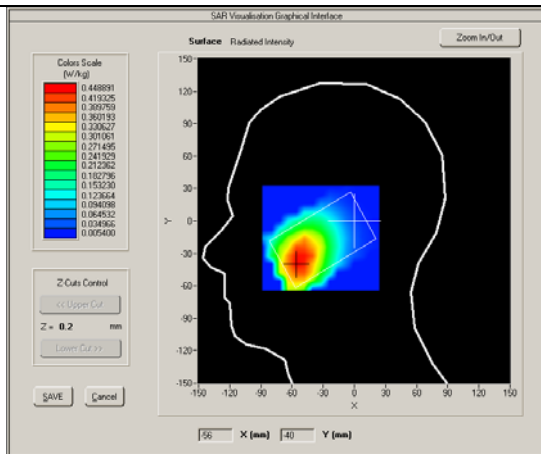 SAR Visualisation Graphical Interface
Surface Radiated Intensity
Zoom In/Out
Colors Scale
(W/kg)
0.448891
0.419325
0.389759
0.360193
0.330627
0.301061
0.271495
0.241929
0.212362
0.182796
0.153230
0.123664
0.094098
0.064532
0.034966
0.005400
150
120
90
60
30
0
-30
-60
-90
-120
-150
Y
-150 -120 -90 -60 -30 0 30 60 90 120 150
X
Z Cuts Control
<< Upper Cut
Z = 0.2 mm
Lower Cut >>
SAVE Cancel
-56 X (mm) -40 Y (mm)